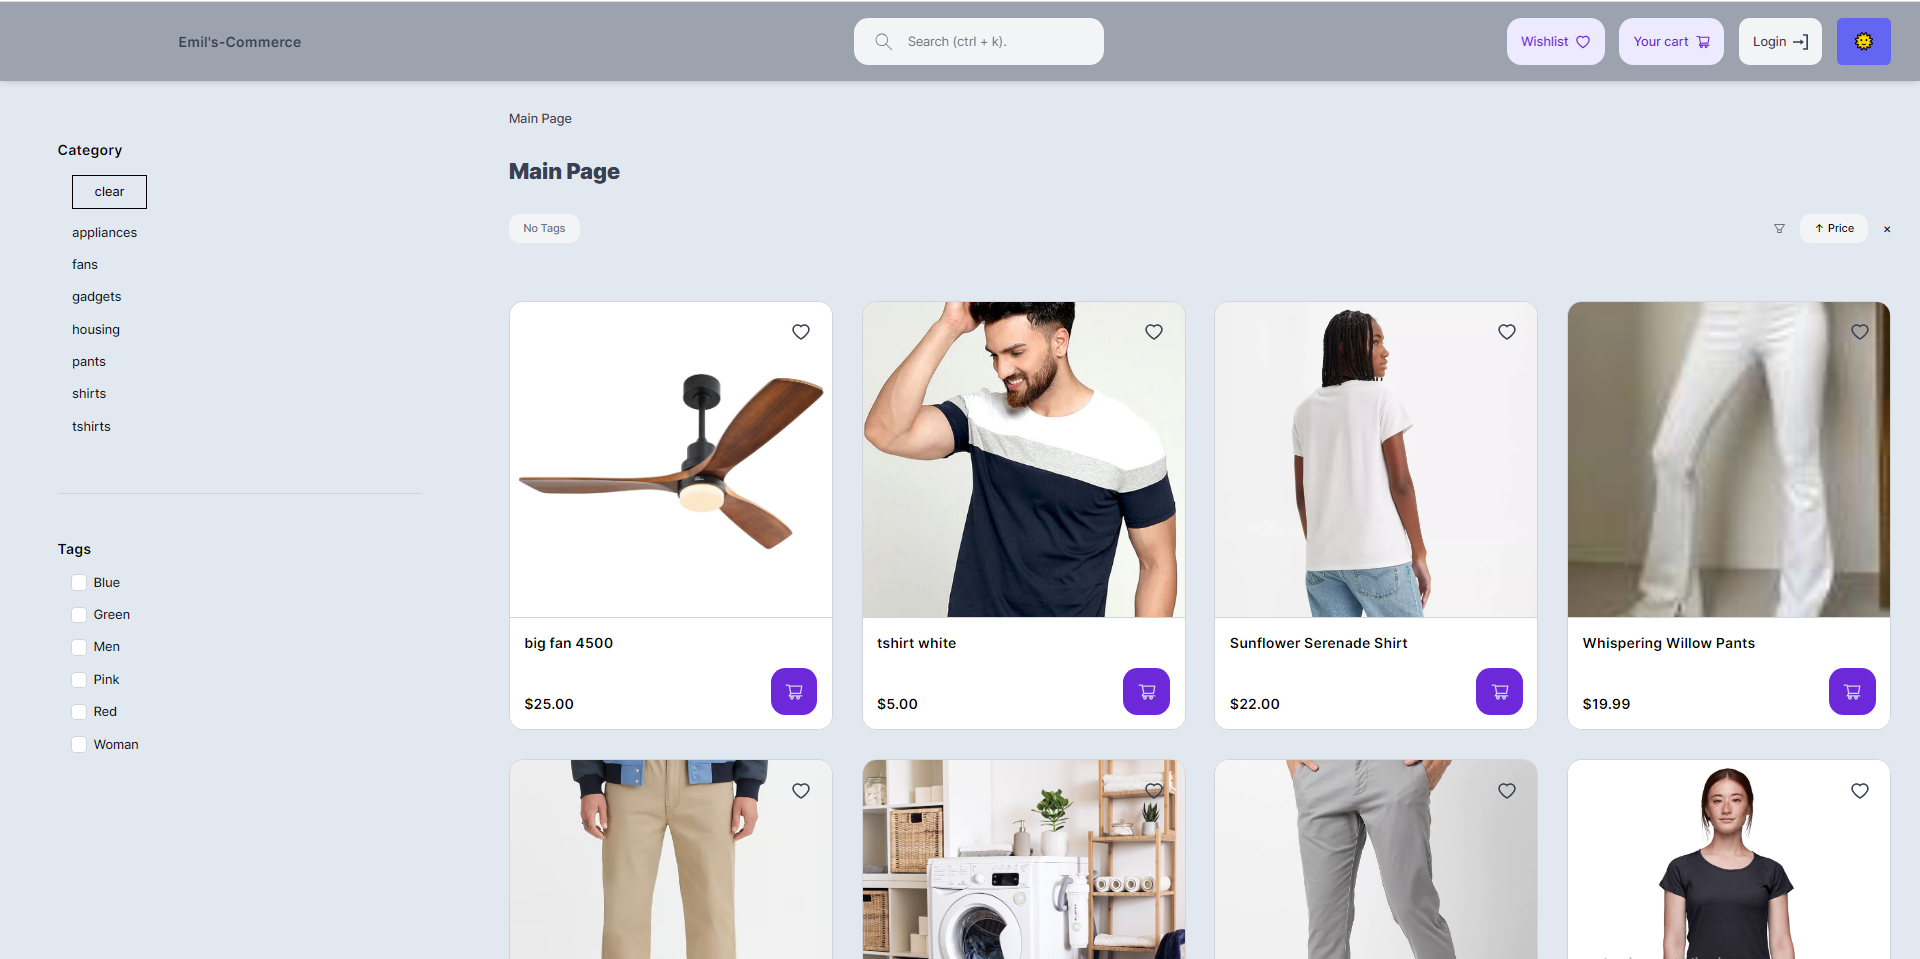 Emil's-Commerce
Search (ctrl + k).
Wishlist
Your cart
Login
Main Page
Category
clear
appliances
fans
gadgets
housing
pants
shirts
tshirts
Tags
Blue
Green
Men
Pink
Red
Woman
Main Page
No Tags
↑ Price
×
big fan 4500
$25.00
tshirt white
$5.00
Sunflower Serenade Shirt
$22.00
Whispering Willow Pants
$19.99